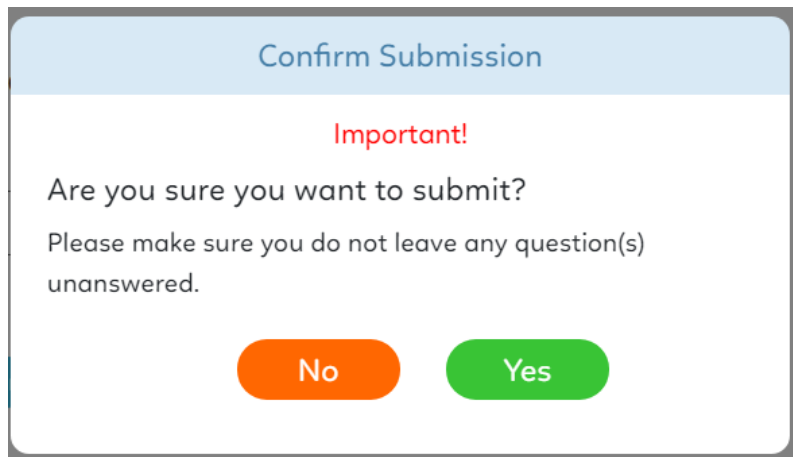 Confirm Submission
Important!
Are you sure you want to submit?
Please make sure you do not leave any question(s)
unanswered.
No
Yes